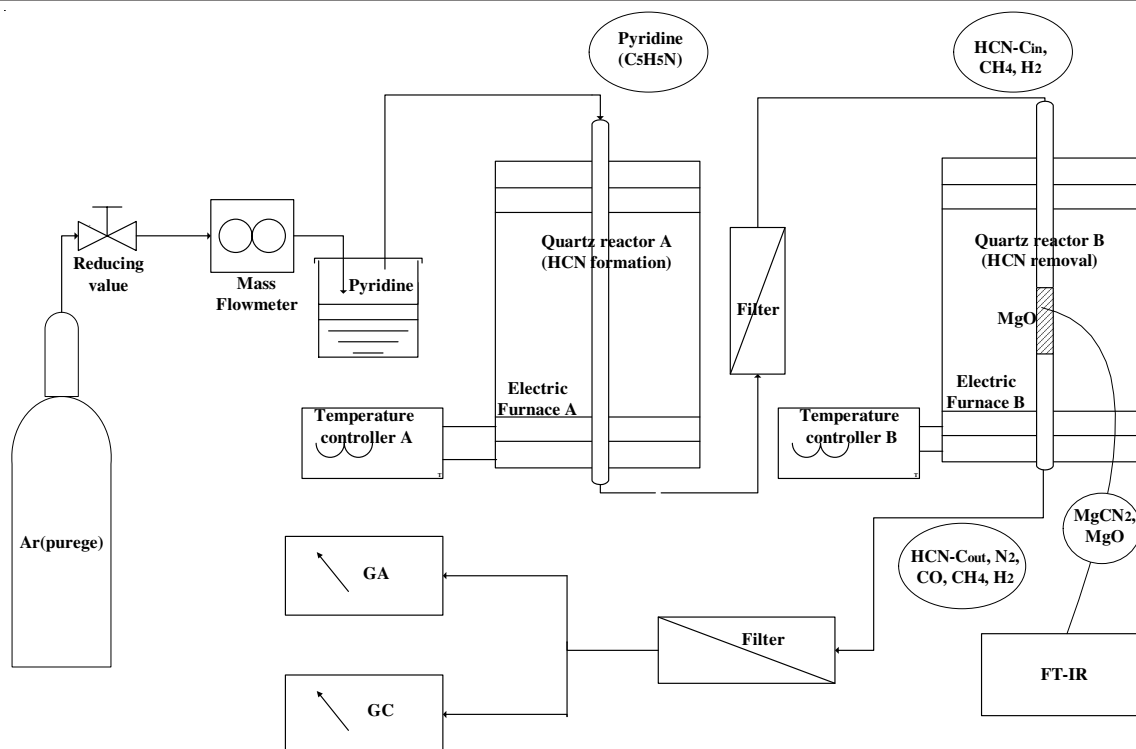 Pyridine
(C5H5N)
HCN-Cin,
CH4, H2
Reducing
value
Mass
Flowmeter
Pyridine
Quartz reactor A
(HCN formation)
Filter
Quartz reactor B
(HCN removal)
MgO
Electric
Furnace A
Temperature
controller A
T
Electric
Furnace B
Temperature
controller B
T
Ar(purege)
MgCN2,
MgO
HCN-Cout, N2,
CO, CH4, H2
GA
Filter
FT-IR
GC